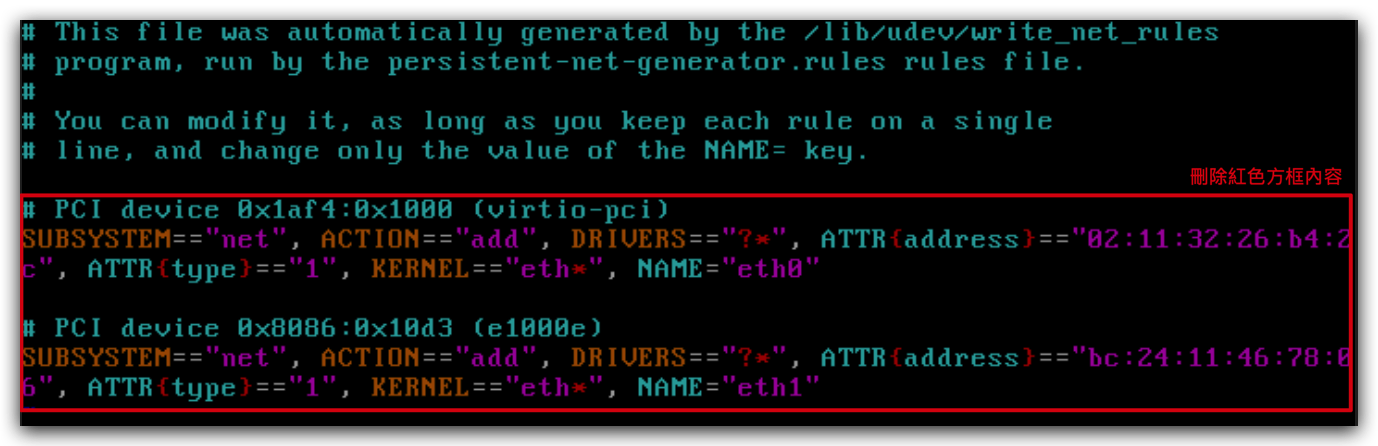 # This file was automatically generated by the /lib/udev/write_net_rules
# program, run by the persistent-net-generator.rules rules file.
#
# You can modify it, as long as you keep each rule on a single
# line, and change only the value of the NAME= key.
刪除紅色方框內容
# PCI device 0x1af4:0x1000 (virtio-pci)
SUBSYSTEM=="net", ACTION=="add", DRIVERS=="?*", ATTR{address}=="02:11:32:26:b4:2
c", ATTR{type}=="1", KERNEL=="eth*", NAME="eth0"
# PCI device 0x8086:0x10d3 (e1000e)
SUBSYSTEM=="net", ACTION=="add", DRIVERS=="?*", ATTR{address}=="bc:24:11:46:78:0
6", ATTR{type}=="1", KERNEL=="eth*", NAME="eth1"